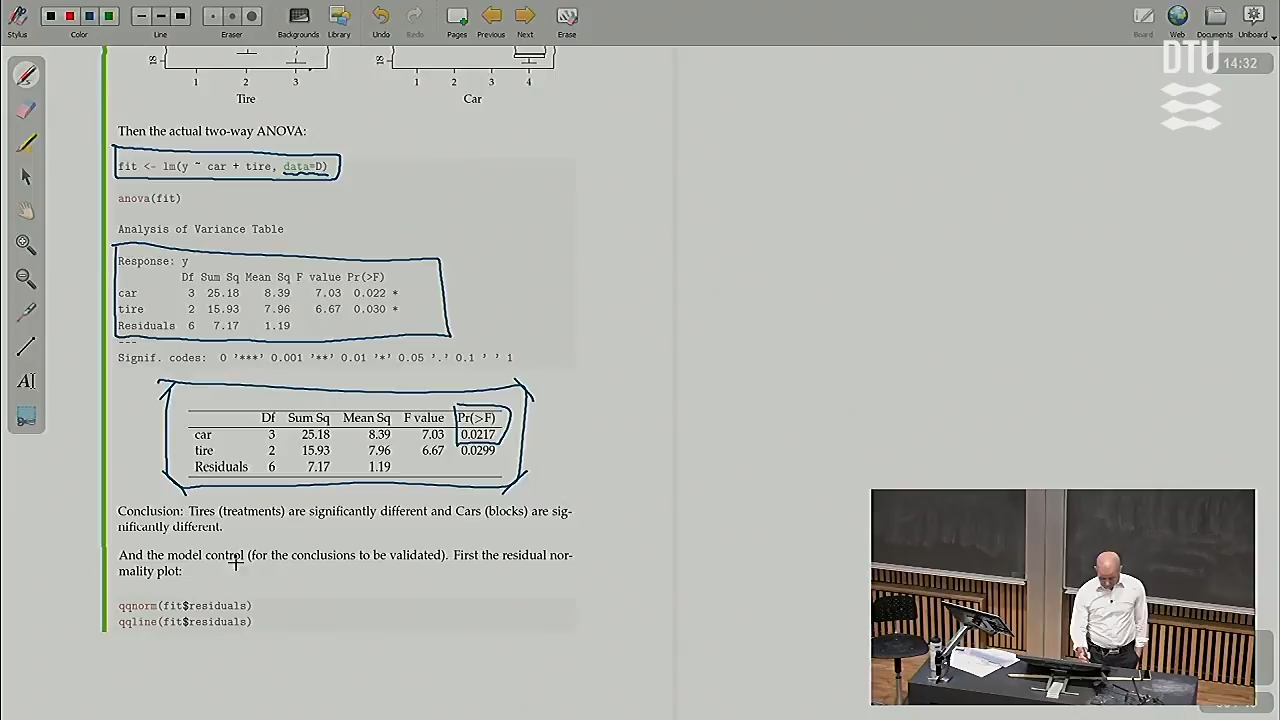 Stylus
Color
Line
Eraser
Backgrounds
Library
Undo
Redo
Pages
Previous
Next
Erase
Board
Web
Documents
Uniboard
DTU
14:32
18
1 2 3
Tire
18
1 2 3 4
Car
Then the actual two-way ANOVA:
fit <- lm(y ~ car + tire, data=D)
anova(fit)
Analysis of Variance Table
Response: y
Df Sum Sq Mean Sq F value Pr(>F)
car 3 25.18 8.39 7.03 0.022 *
tire 2 15.93 7.96 6.67 0.030 *
Residuals 6 7.17 1.19
---
Signif. codes: 0 '***' 0.001 '**' 0.01 '*' 0.05 '.' 0.1 ' ' 1
Df Sum Sq Mean Sq F value Pr(>F)
car 3 25.18 8.39 7.03 0.0217
tire 2 15.93 7.96 6.67 0.0299
Residuals 6 7.17 1.19
Conclusion: Tires (treatments) are significantly different and Cars (blocks) are sig-
nificantly different.
And the model control (for the conclusions to be validated). First the residual nor-
mality plot:
qqnorm(fit$residuals)
qqline(fit$residuals)